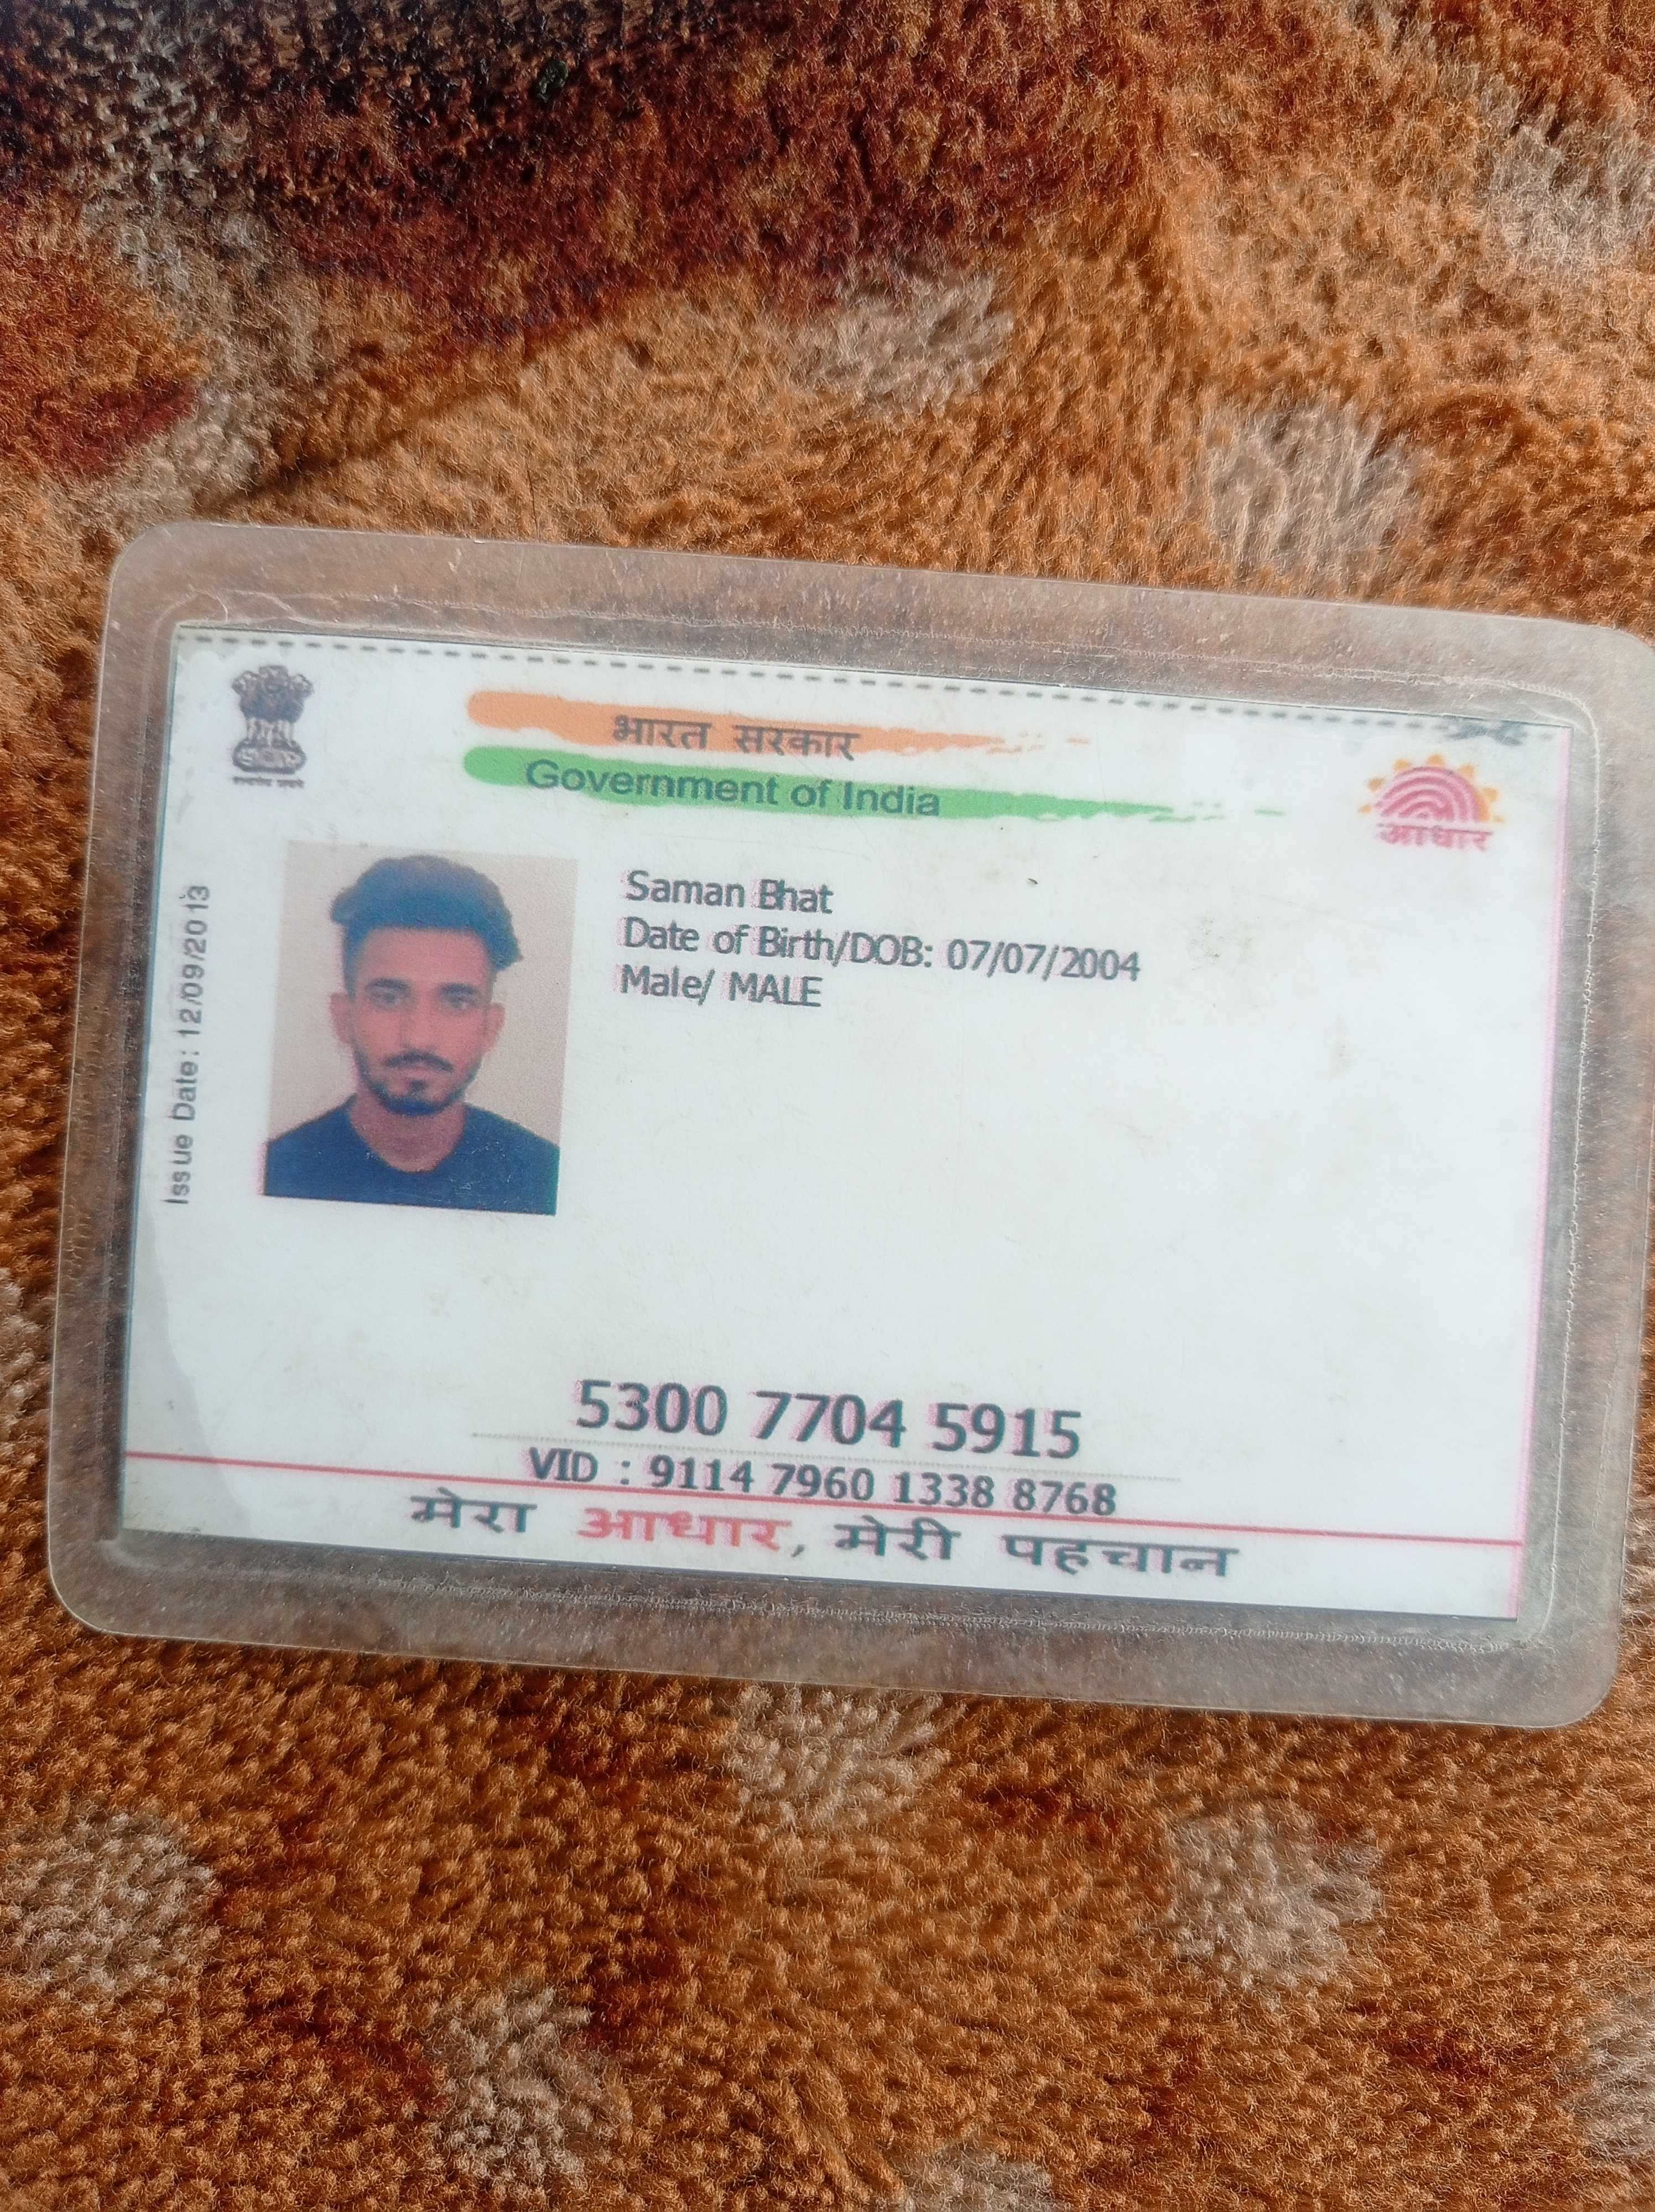 भारत सरकार
Government of India
आधार
Issue Date: 12/09/2013
Saman Bhat
Date of Birth/DOB: 07/07/2004
Male/ MALE
5300 7704 5915
VID : 9114 7960 1338 8768
मेरा आधार, मेरी पहचान